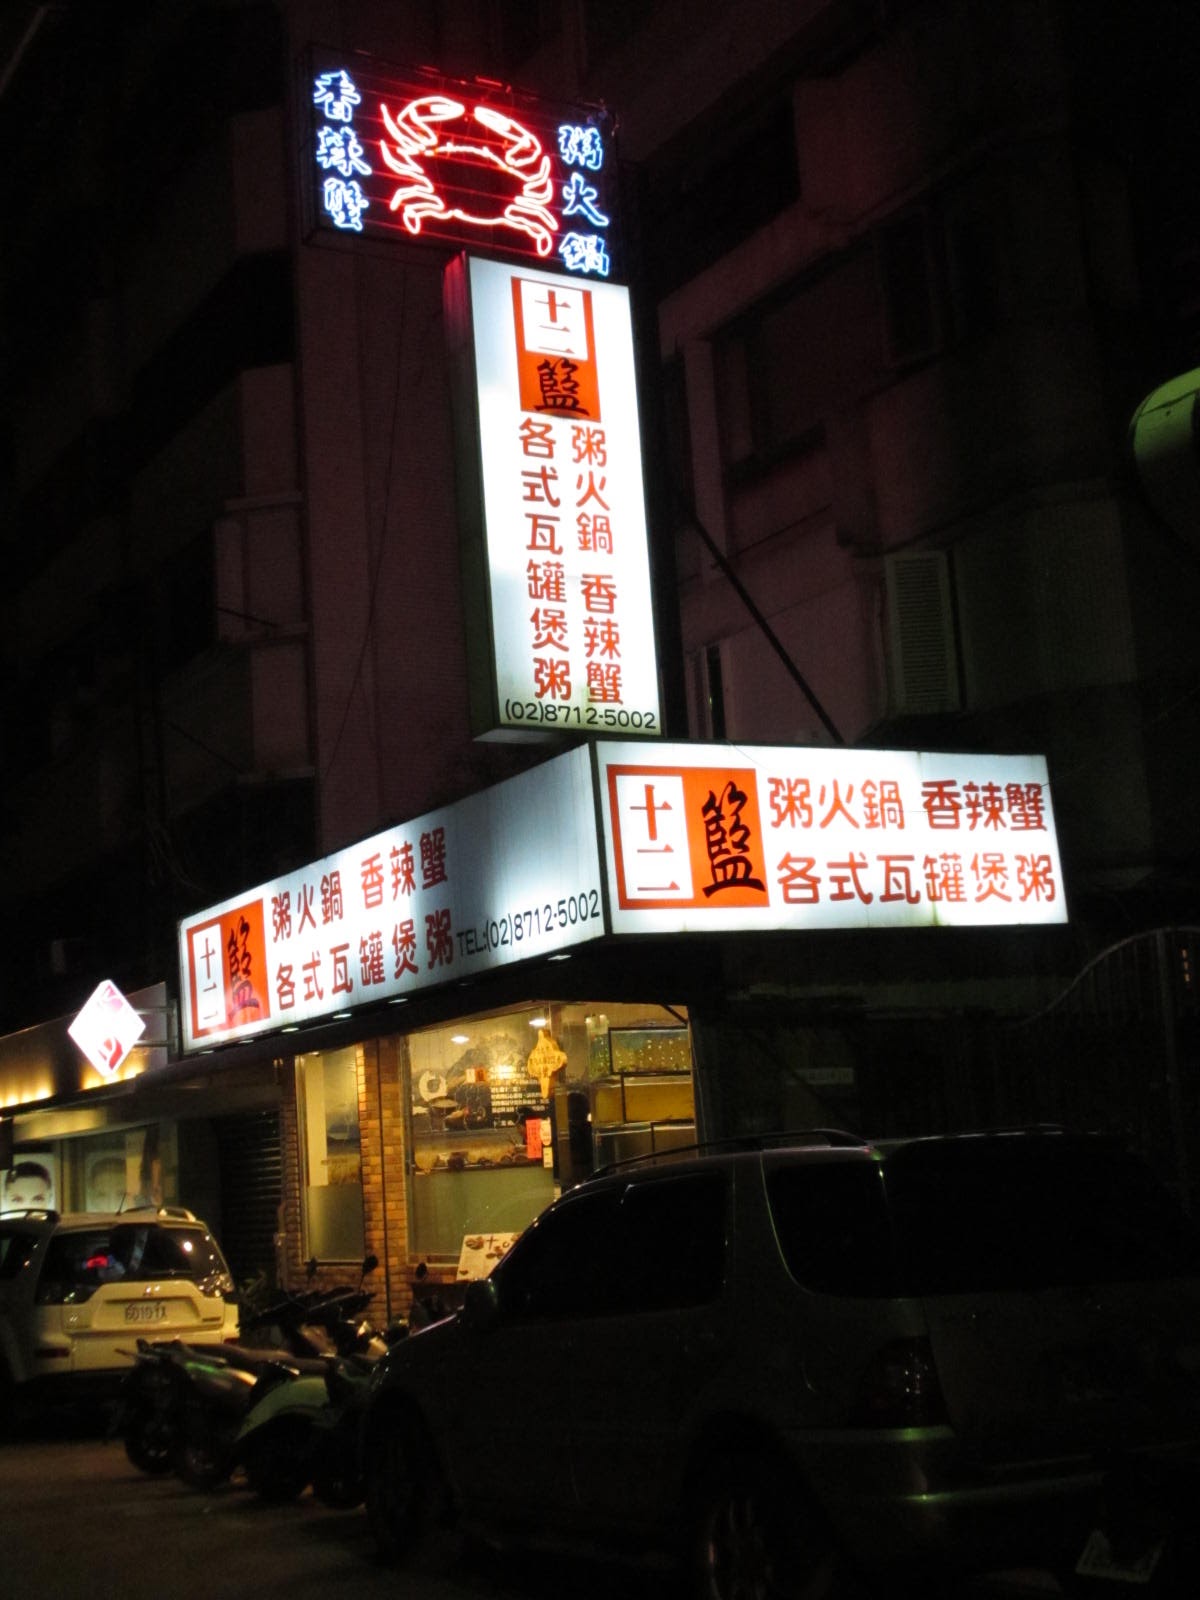 香辣蟹
粥火鍋
十二籃
粥火鍋 香辣蟹
各式瓦罐煲粥
(02)8712-5002
十二籃
粥火鍋 香辣蟹
各式瓦罐煲粥
TEL:(02)8712-5002
十二籃
粥火鍋 香辣蟹
各式瓦罐煲粥